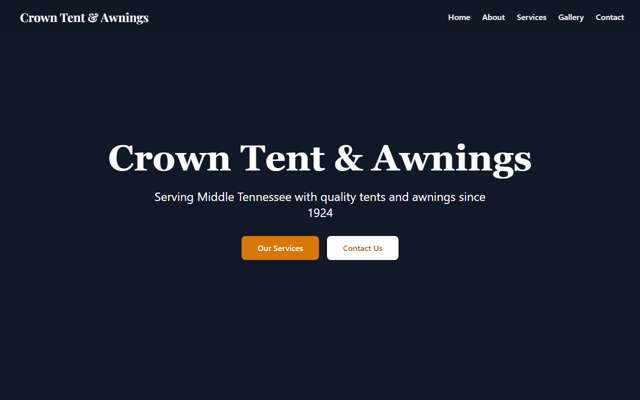 Crown Tent & Awnings
Home About Services Gallery Contact
Crown Tent & Awnings
Serving Middle Tennessee with quality tents and awnings since
1924
Our Services Contact Us